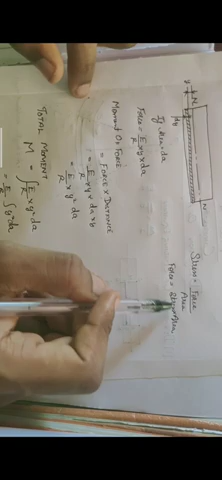 Stress = Force
Area
Force = Stress × Area
Force = E/R × y × da
Moment of Force
= Force × Distance
= E/R × y × da × y
= E/R × y² da
TOTAL MOMENT
M = ∫ E/R × y² da
= E/R ∫ y² da